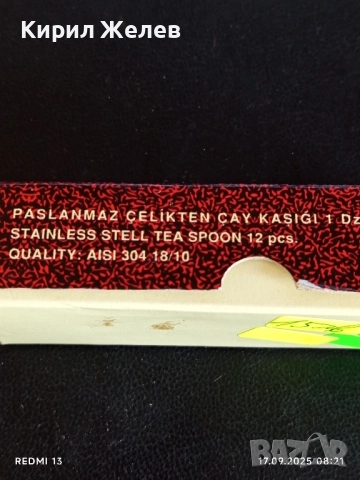 Кирил Желев
PASLANMAZ ÇELİKTEN ÇAY KAŞIĞI 1 Dz
STAINLESS STELL TEA SPOON 12 pcs.
QUALITY: AISI 304 18/10
BAZAR
REDMI 13
17.09.2025 08:21